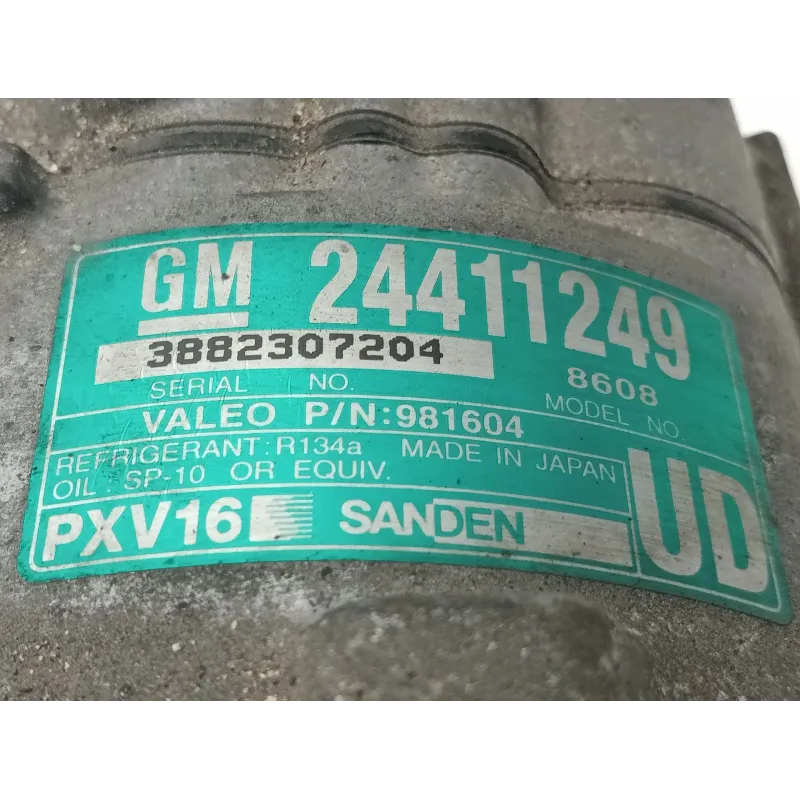 GM 24411249
3882307204 8608
SERIAL NO. MODEL NO.
VALEO P/N:981604
REFRIGERANT:R134a MADE IN JAPAN
OIL: SP-10 OR EQUIV.
PXV16 SANDEN UD